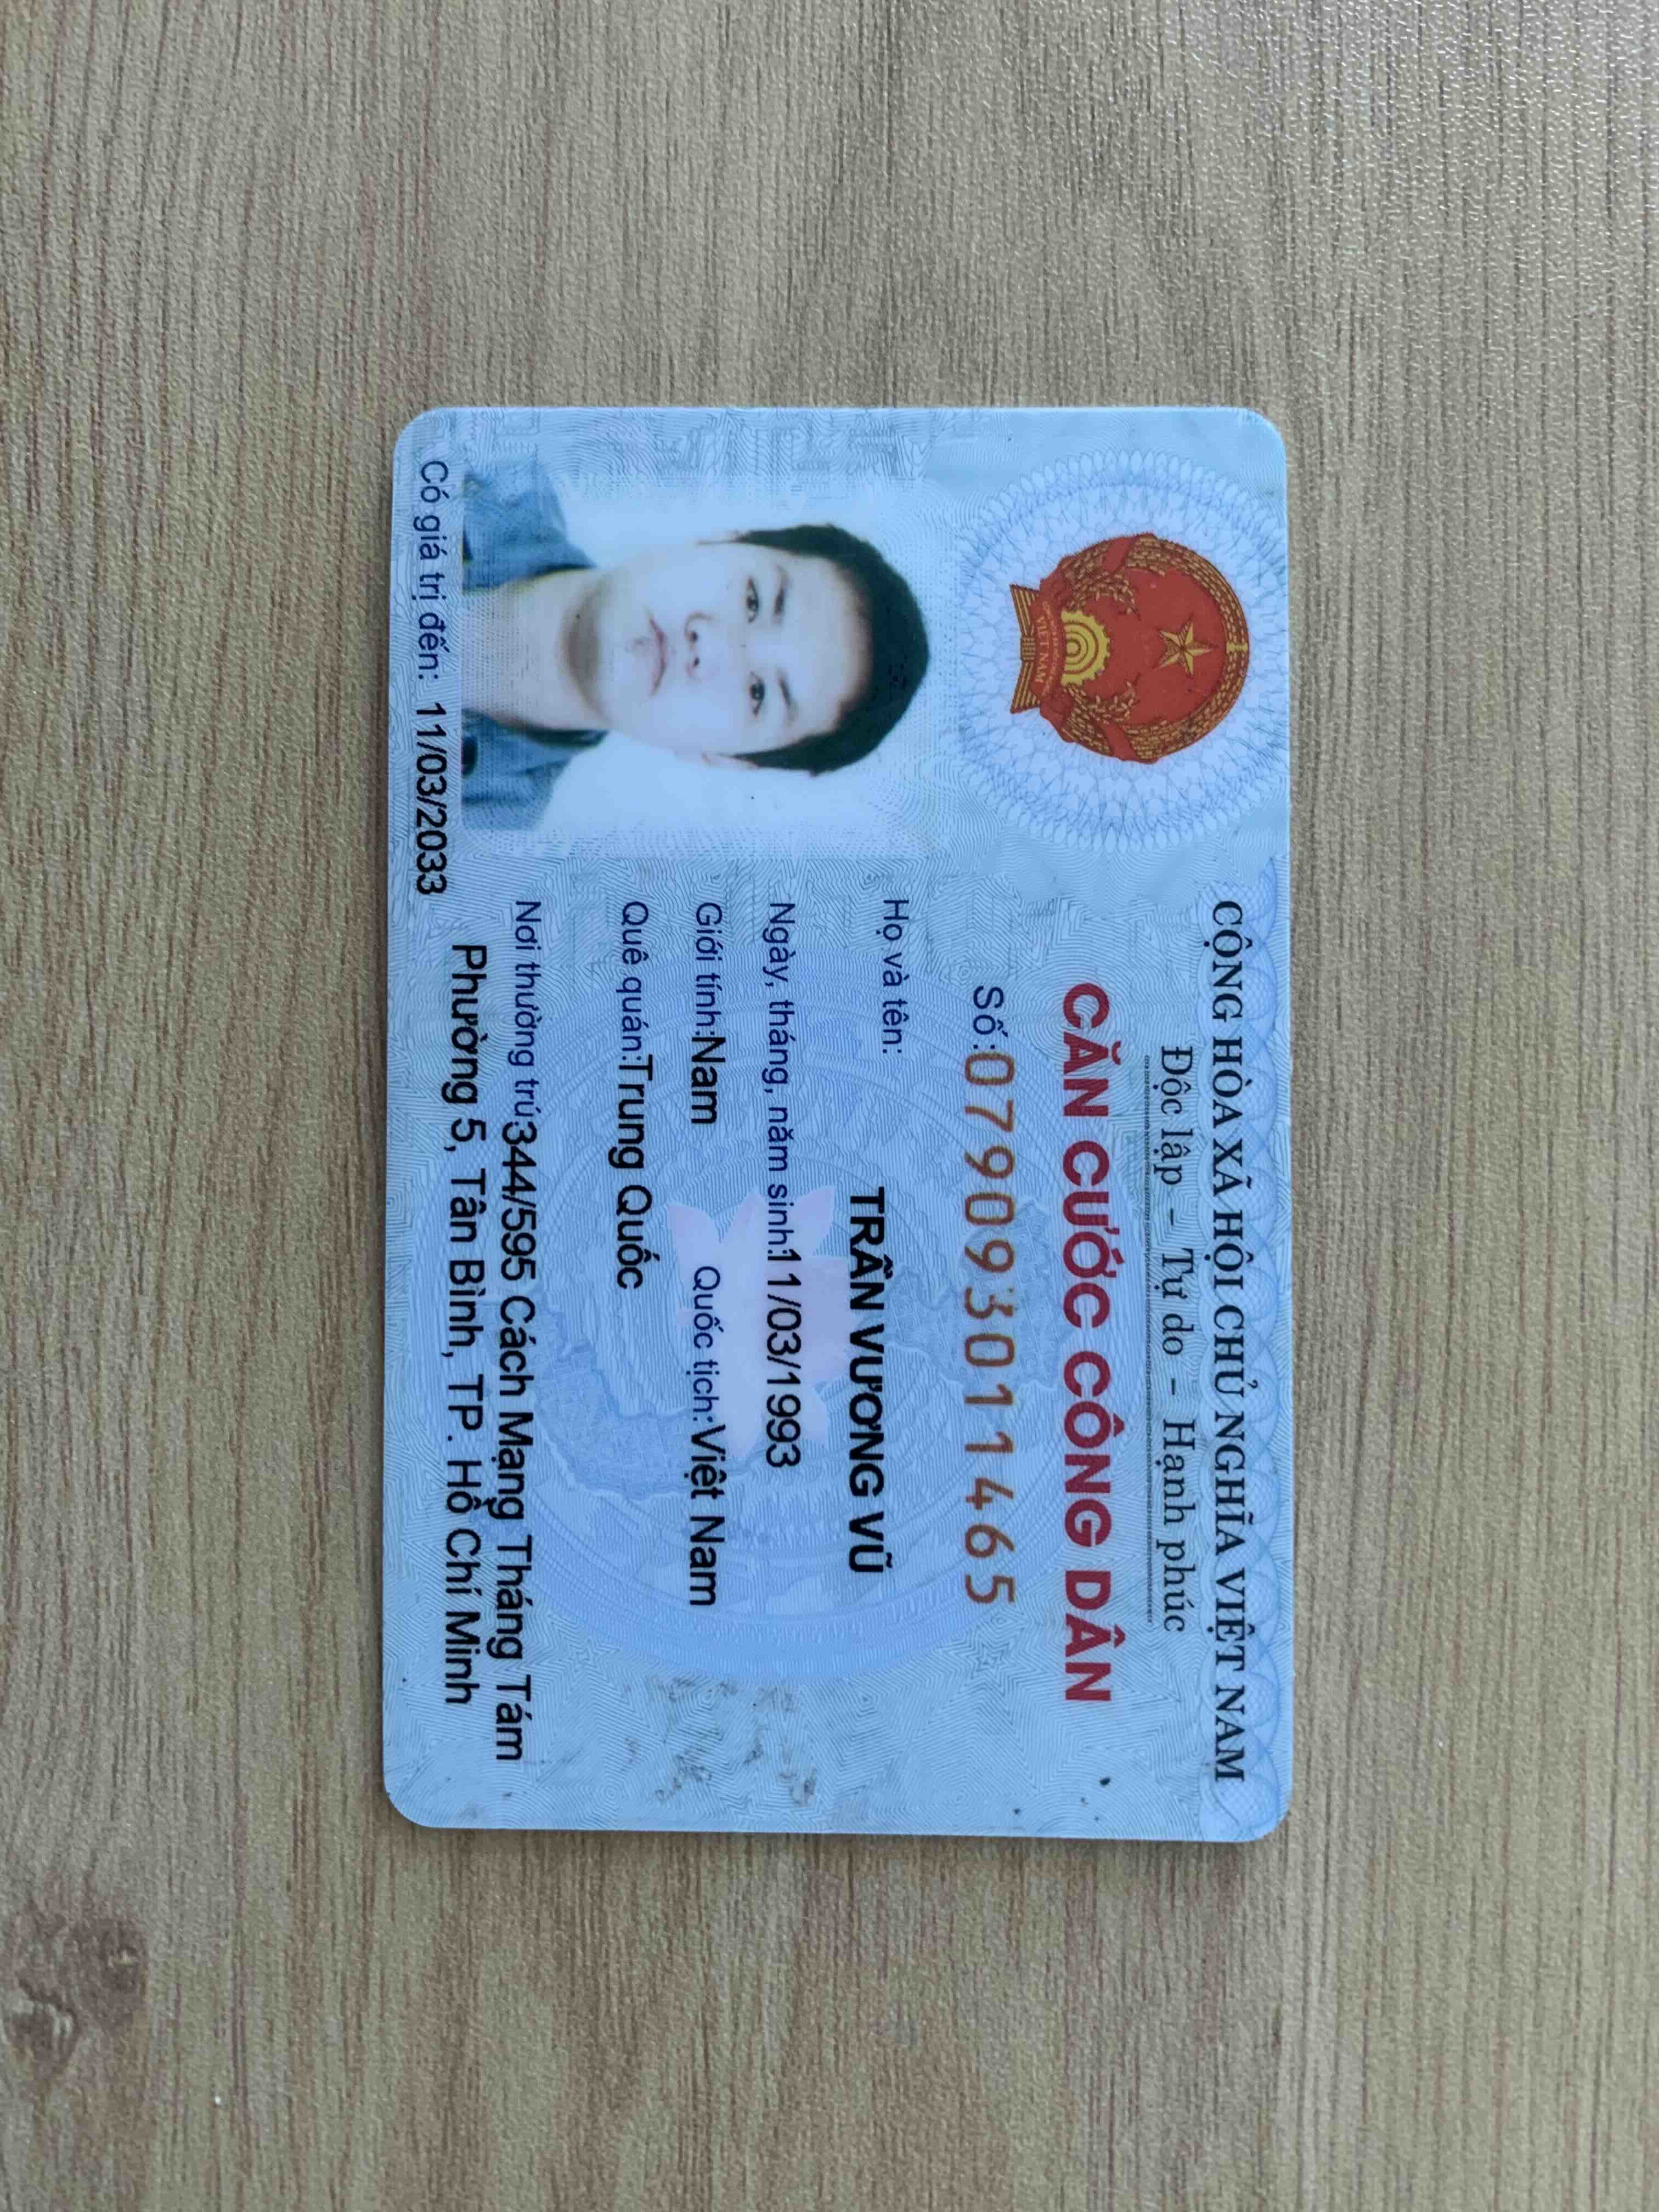 CỘNG HÒA XÃ HỘI CHỦ NGHĨA VIỆT NAM
Độc lập - Tự do - Hạnh phúc
CĂN CƯỚC CÔNG DÂN
Số:079093011465
Họ và tên:
TRẦN VƯƠNG VŨ
Ngày, tháng, năm sinh:11/03/1993
Giới tính:Nam Quốc tịch:Việt Nam
Quê quán:Trung Quốc
Nơi thường trú:344/595 Cách Mạng Tháng Tám
Phường 5, Tân Bình, TP. Hồ Chí Minh
Có giá trị đến: 11/03/2033
VIỆT NAM